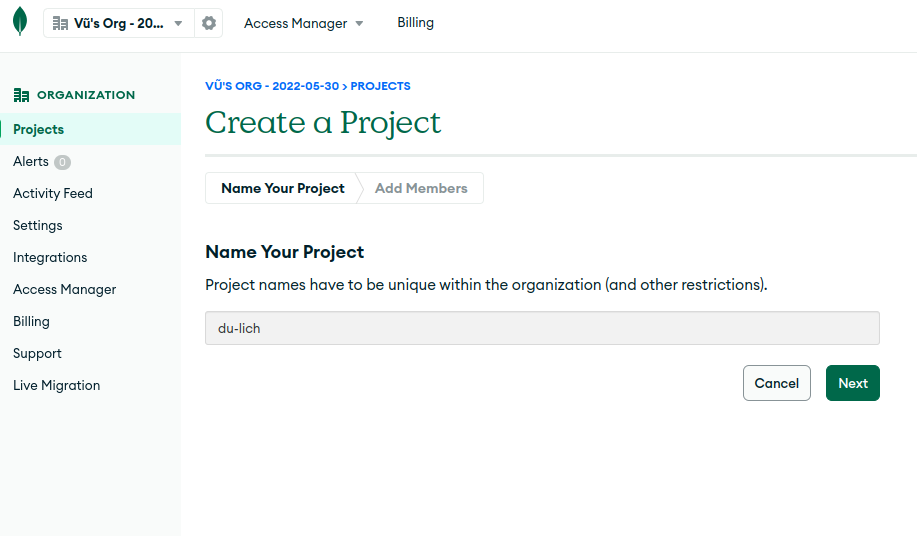 Vũ's Org - 20...
Access Manager
Billing
ORGANIZATION
Projects
Alerts 0
Activity Feed
Settings
Integrations
Access Manager
Billing
Support
Live Migration
VŨ'S ORG - 2022-05-30 > PROJECTS
Create a Project
Name Your Project
Add Members
Name Your Project
Project names have to be unique within the organization (and other restrictions).
du-lich
Cancel
Next